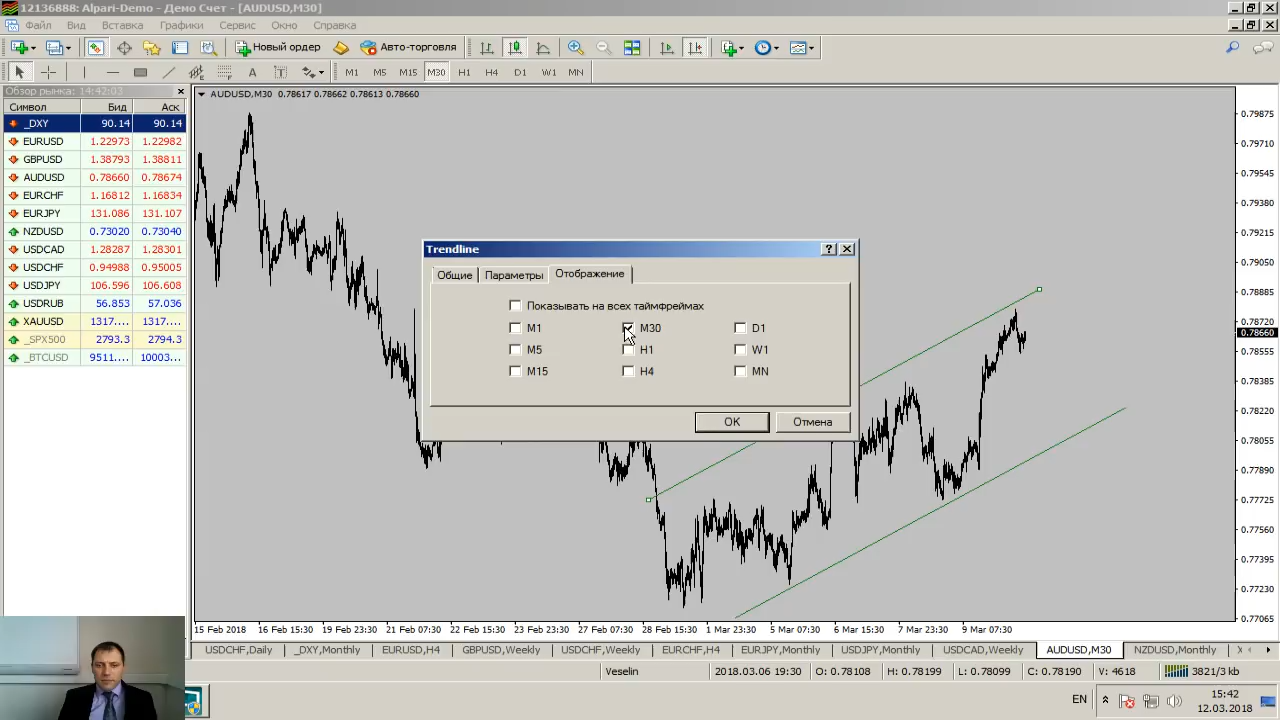 12136888: Alpari-Demo - Демо Счет - [AUDUSD,M30]
Файл Вид Вставка Графики Сервис Окно Справка
Новый ордер Авто-торговля
M1 M5 M15 M30 H1 H4 D1 W1 MN
Обзор рынка: 14:42:03
Символ Бид Аск
_DXY 90.14 90.14
EURUSD 1.22973 1.22982
GBPUSD 1.38793 1.38811
AUDUSD 0.78660 0.78674
EURCHF 1.16812 1.16834
EURJPY 131.086 131.107
NZDUSD 0.73020 0.73040
USDCAD 1.28287 1.28301
USDCHF 0.94988 0.95005
USDJPY 106.596 106.608
USDRUB 56.853 57.036
XAUUSD 1317.... 1317....
_SPX500 2793.3 2794.3
_BTCUSD 9511.... 10003...
AUDUSD,M30 0.78617 0.78662 0.78613 0.78660
Trendline
Общие Параметры Отображение
Показывать на всех таймфреймах
M1 M30 D1
M5 H1 W1
M15 H4 MN
OK Отмена
0.79875
0.79710
0.79545
0.79380
0.79215
0.79050
0.78885
0.78720
0.78660
0.78555
0.78385
0.78220
0.78055
0.77890
0.77725
0.77560
0.77395
0.77230
0.77065
15 Feb 2018 16 Feb 15:30 19 Feb 23:30 21 Feb 07:30 22 Feb 15:30 23 Feb 23:30 27 Feb 07:30 28 Feb 15:30 1 Mar 23:30 5 Mar 07:30 6 Mar 15:30 7 Mar 23:30 9 Mar 07:30
USDCHF,Daily _DXY,Monthly EURUSD,H4 GBPUSD,Weekly USDCHF,Weekly EURCHF,H4 EURJPY,Monthly USDJPY,Monthly USDCAD,Weekly AUDUSD,M30 NZDUSD,Monthly
Veselin 2018.03.06 19:30 O: 0.78108 H: 0.78199 L: 0.78099 C: 0.78190 V: 4618 3821/3 kb
EN 15:42
12.03.2018